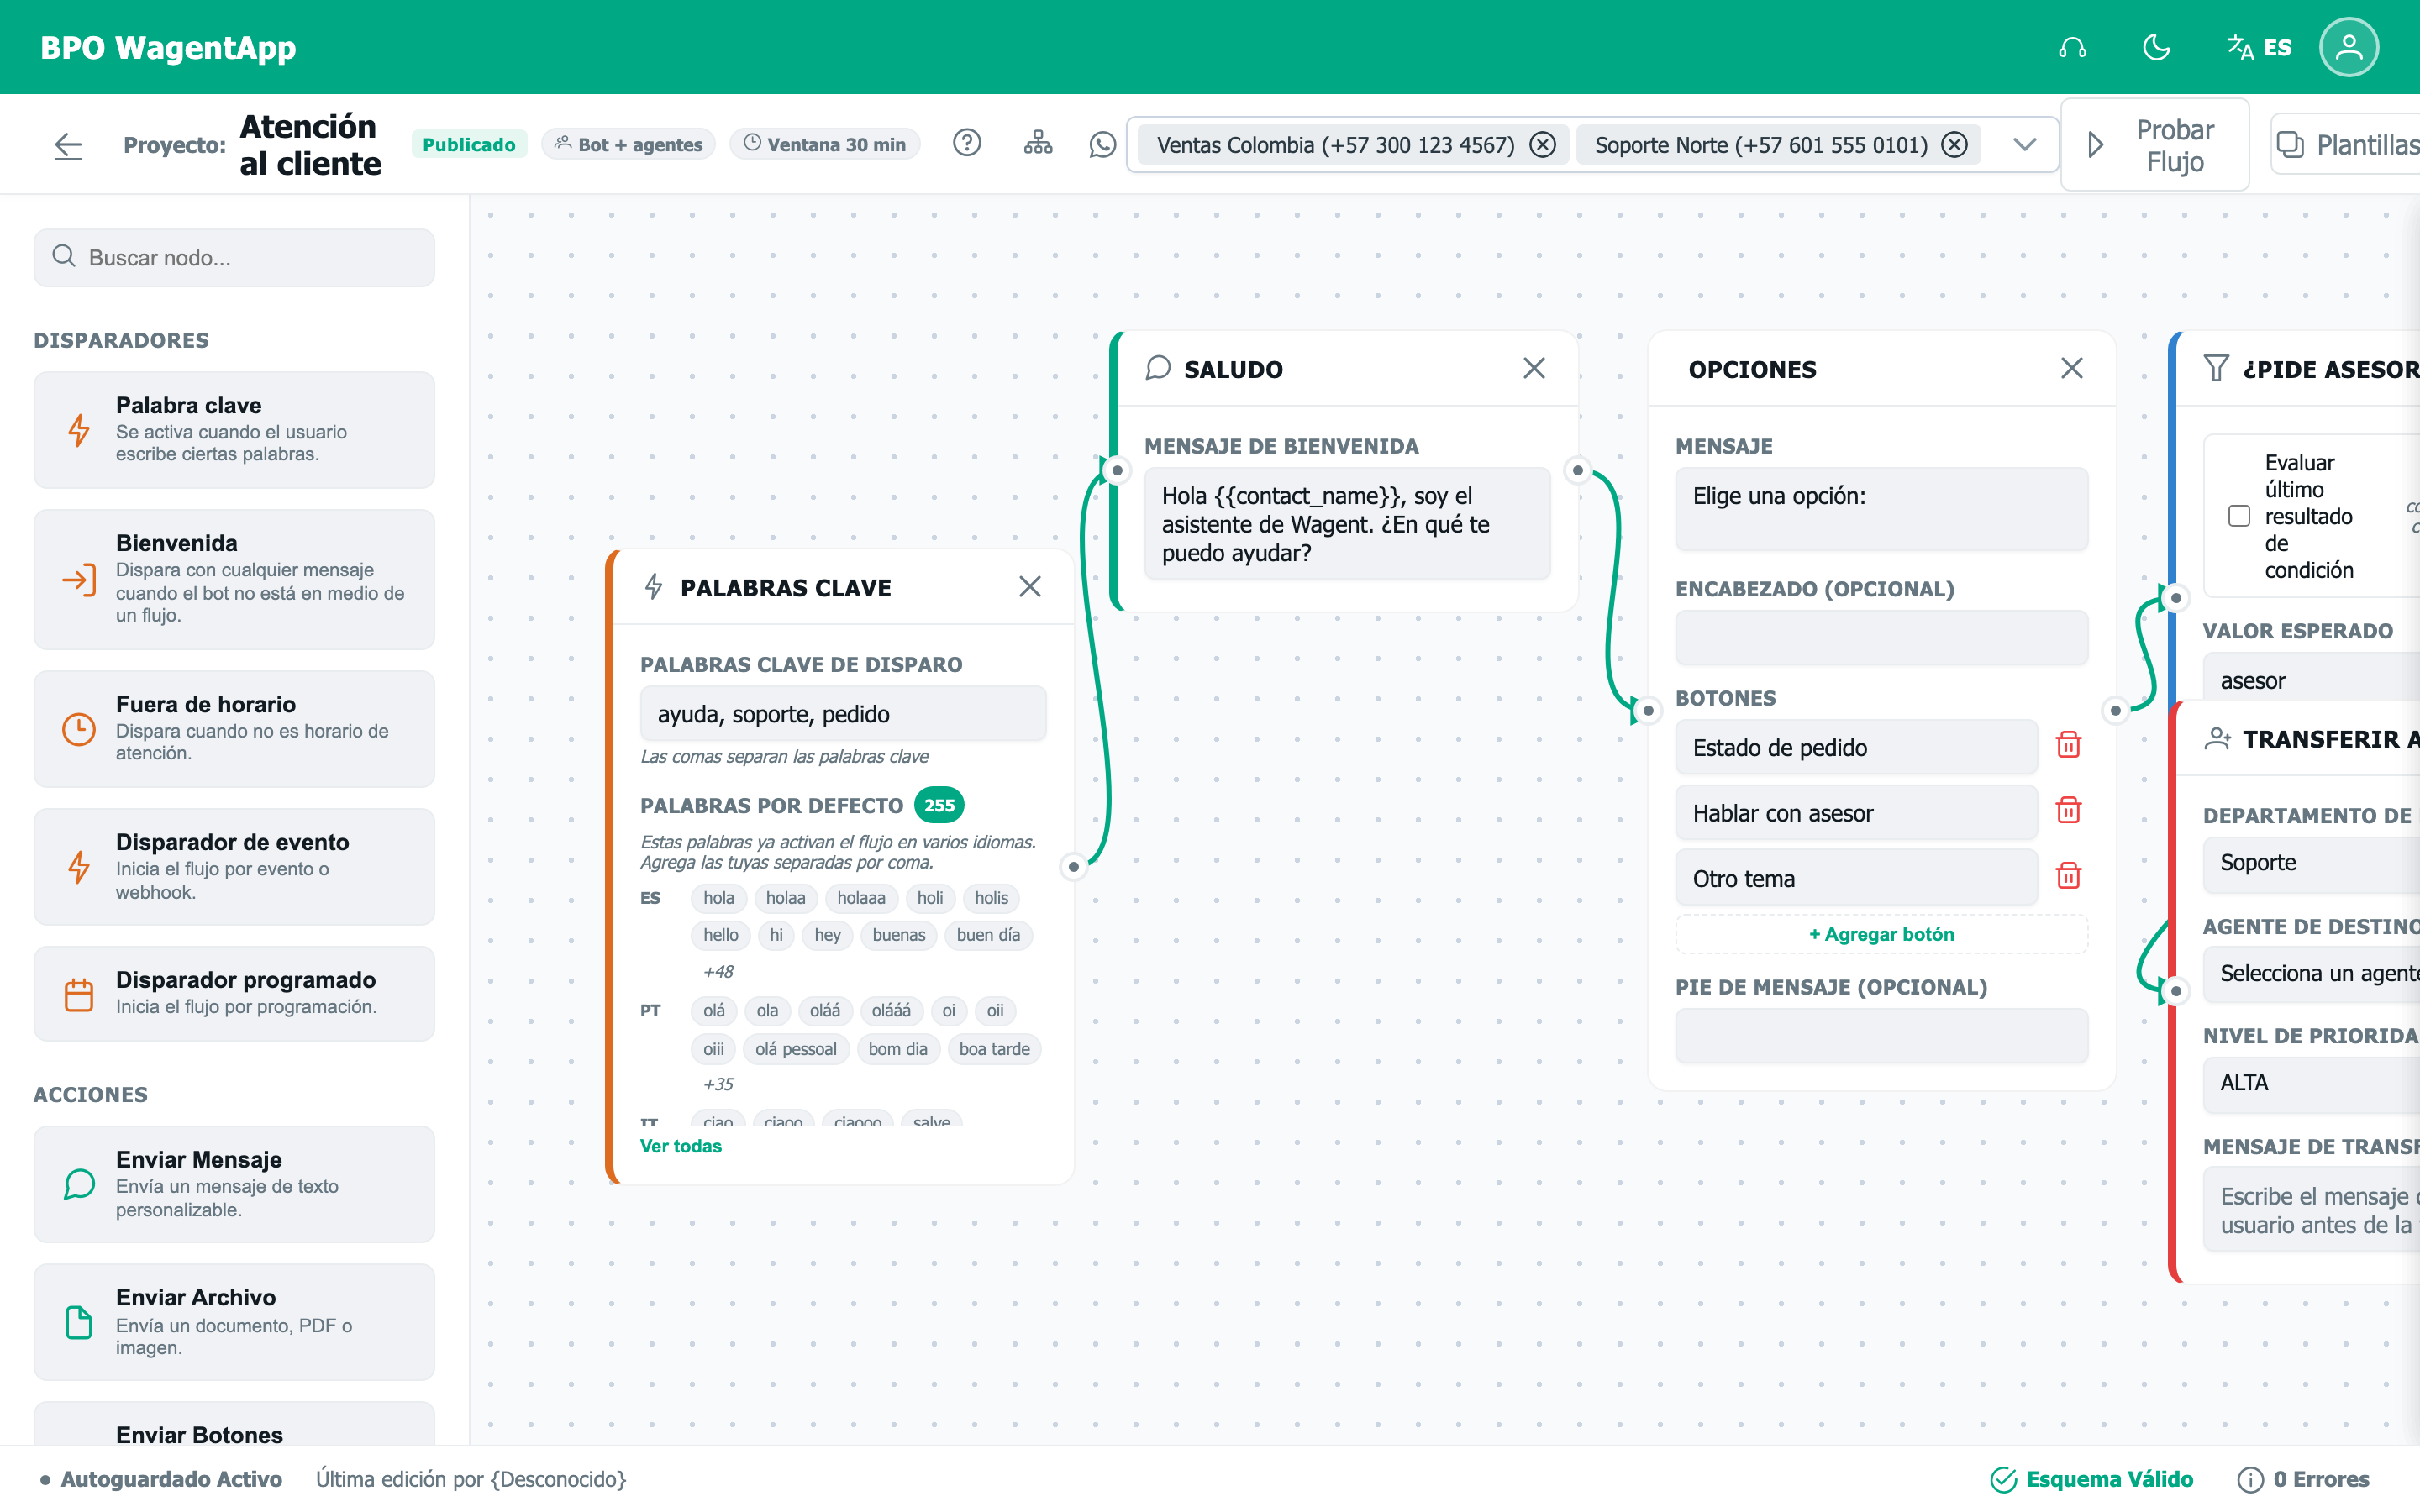 BPO WagentApp
ES
Proyecto:
Atención
al cliente
Publicado
Bot + agentes
Ventana 30 min
Ventas Colombia (+57 300 123 4567)
Soporte Norte (+57 601 555 0101)
Probar
Flujo
Plantillas
Buscar nodo...
DISPARADORES
Palabra clave
Se activa cuando el usuario
escribe ciertas palabras.
Bienvenida
Dispara con cualquier mensaje
cuando el bot no está en medio de
un flujo.
Fuera de horario
Dispara cuando no es horario de
atención.
Disparador de evento
Inicia el flujo por evento o
webhook.
Disparador programado
Inicia el flujo por programación.
ACCIONES
Enviar Mensaje
Envía un mensaje de texto
personalizable.
Enviar Archivo
Envía un documento, PDF o
imagen.
Enviar Botones
PALABRAS CLAVE
PALABRAS CLAVE DE DISPARO
ayuda, soporte, pedido
Las comas separan las palabras clave
PALABRAS POR DEFECTO 255
Estas palabras ya activan el flujo en varios idiomas.
Agrega las tuyas separadas por coma.
ES hola holaa holaaa holi holis
hello hi hey buenas buen día
+48
PT olá ola oláá olááá oi oii
oiii olá pessoal bom dia boa tarde
+35
IT ciao ciaoo ciaooo salve
Ver todas
SALUDO
MENSAJE DE BIENVENIDA
Hola {{contact_name}}, soy el
asistente de Wagent. ¿En qué te
puedo ayudar?
OPCIONES
MENSAJE
Elige una opción:
ENCABEZADO (OPCIONAL)
BOTONES
Estado de pedido
Hablar con asesor
Otro tema
+ Agregar botón
PIE DE MENSAJE (OPCIONAL)
¿PIDE ASESOR
Evaluar
último
resultado
de
condición
VALOR ESPERADO
asesor
TRANSFERIR A
DEPARTAMENTO DE
Soporte
AGENTE DE DESTINO
Selecciona un agente
NIVEL DE PRIORIDA
ALTA
MENSAJE DE TRANSF
Escribe el mensaje
usuario antes de la
Autoguardado Activo
Última edición por {Desconocido}
Esquema Válido
0 Errores